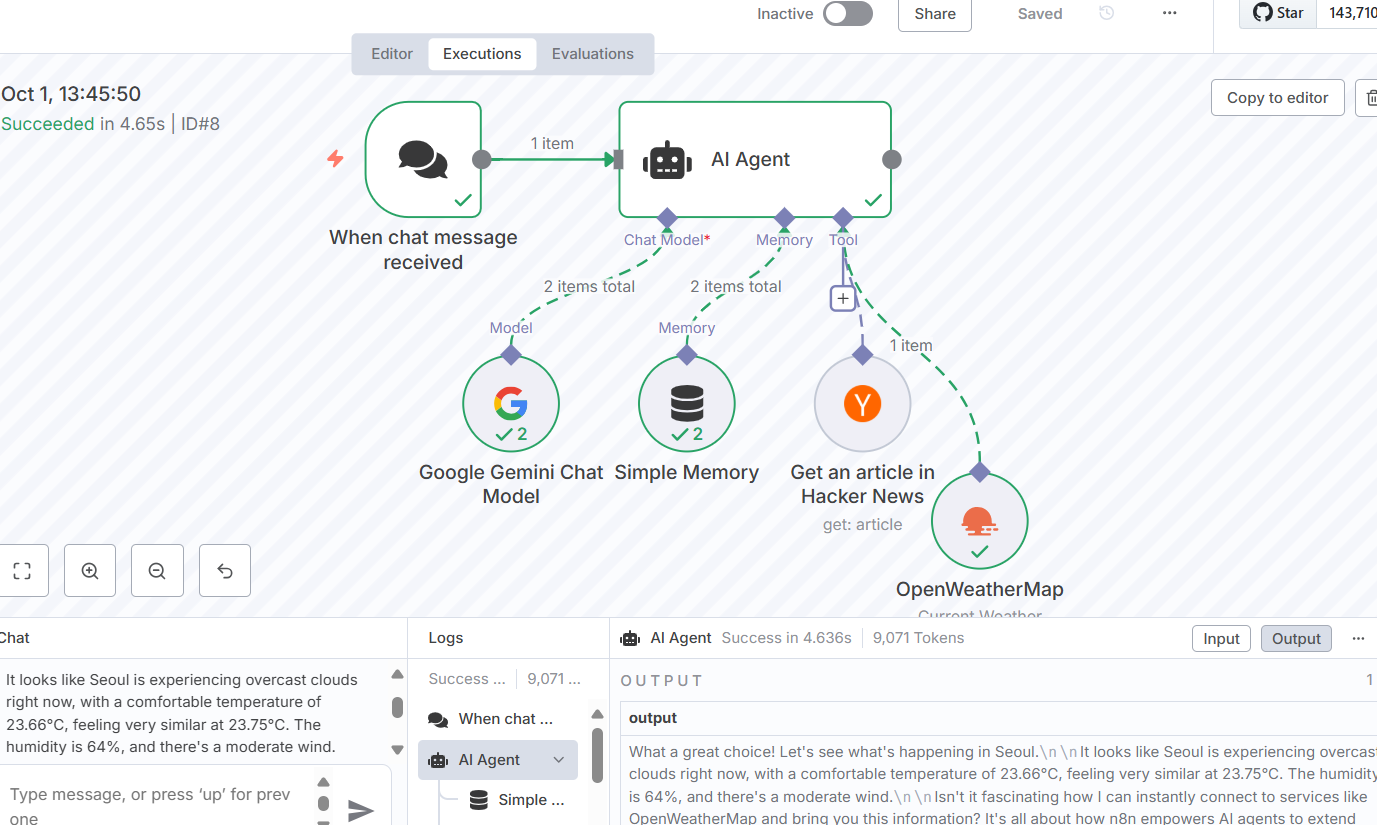 Inactive
Share
Saved
Star
143,710
Editor
Executions
Evaluations
Oct 1, 13:45:50
Succeeded in 4.65s | ID#8
Copy to editor
1 item
AI Agent
When chat message
received
Chat Model*
Memory
Tool
2 items total
2 items total
+
Model
Memory
1 item
2
2
Google Gemini Chat
Model
Simple Memory
Get an article in
Hacker News
get: article
OpenWeatherMap
Current Weather
Chat
It looks like Seoul is experiencing overcast clouds
right now, with a comfortable temperature of
23.66°C, feeling very similar at 23.75°C. The
humidity is 64%, and there's a moderate wind.
Type message, or press ‘up’ for prev
one
Logs
Success ...
9,071 ...
When chat ...
AI Agent
Simple ...
AI Agent
Success in 4.636s
9,071 Tokens
Input
Output
OUTPUT
1
output
What a great choice! Let's see what's happening in Seoul.\n\nIt looks like Seoul is experiencing overcast
clouds right now, with a comfortable temperature of 23.66°C, feeling very similar at 23.75°C. The humidity
is 64%, and there's a moderate wind.\n\nIsn't it fascinating how I can instantly connect to services like
OpenWeatherMap and bring you this information? It's all about how n8n empowers AI agents to extend